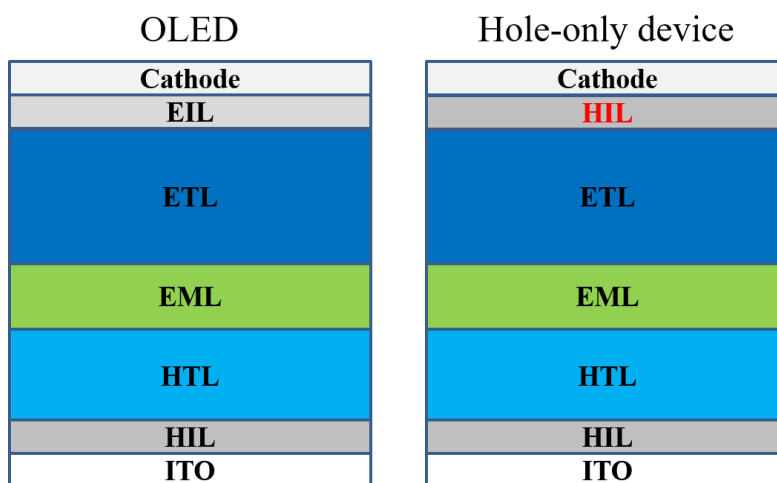 OLED
Cathode
EIL
ETL
EML
HTL
HIL
ITO
Hole-only device
Cathode
HIL
ETL
EML
HTL
HIL
ITO